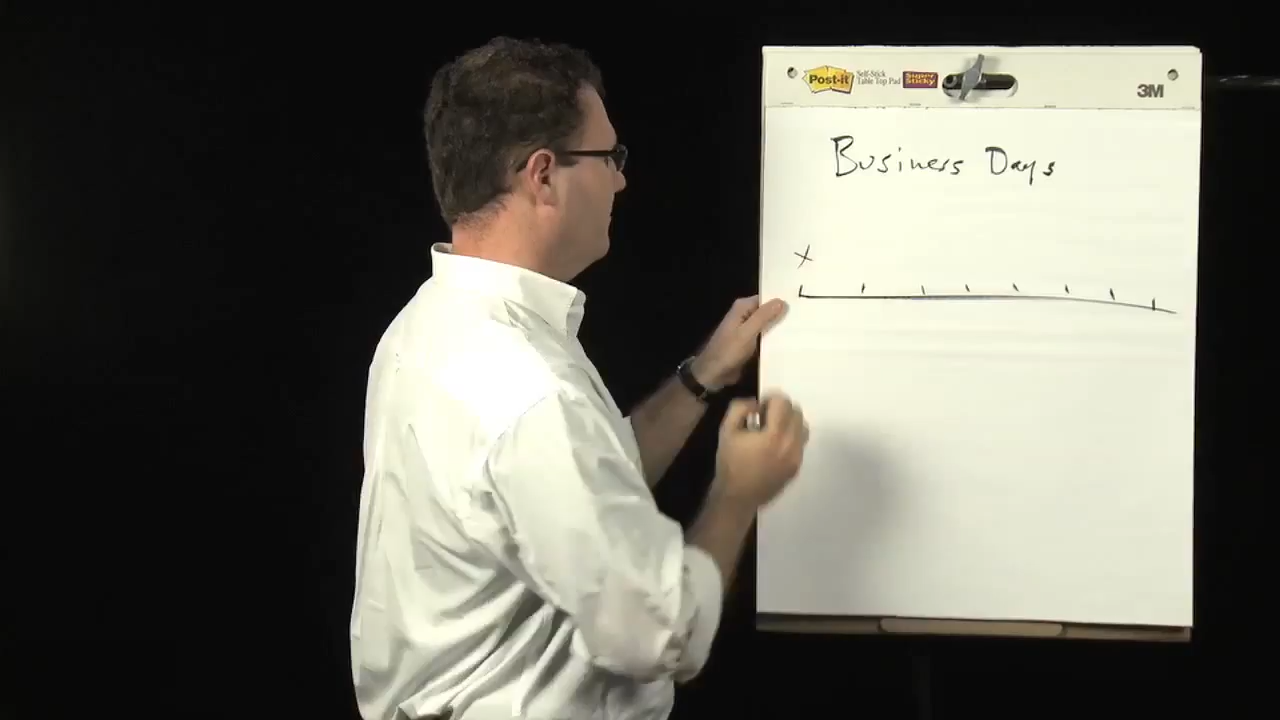 Post-it Self-Stick Super Sticky
Table Top Pad
3M
Business Days
X